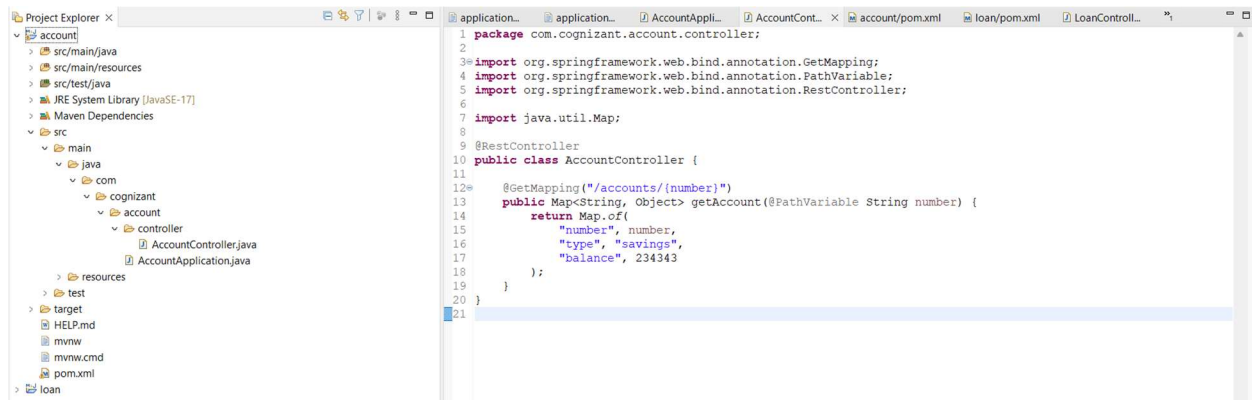 Project Explorer
account
src/main/java
src/main/resources
src/test/java
JRE System Library [JavaSE-17]
Maven Dependencies
src
main
java
com
cognizant
account
controller
AccountController.java
AccountApplication.java
resources
test
target
HELP.md
mvnw
mvnw.cmd
pom.xml
loan
application... application... AccountAppli... AccountCont... account/pom.xml loan/pom.xml LoanControll... »1
1 package com.cognizant.account.controller;
2
3 import org.springframework.web.bind.annotation.GetMapping;
4 import org.springframework.web.bind.annotation.PathVariable;
5 import org.springframework.web.bind.annotation.RestController;
6
7 import java.util.Map;
8
9 @RestController
10 public class AccountController {
11
12     @GetMapping("/accounts/{number}")
13     public Map<String, Object> getAccount(@PathVariable String number) {
14         return Map.of(
15             "number", number,
16             "type", "savings",
17             "balance", 234343
18         );
19     }
20 }
21